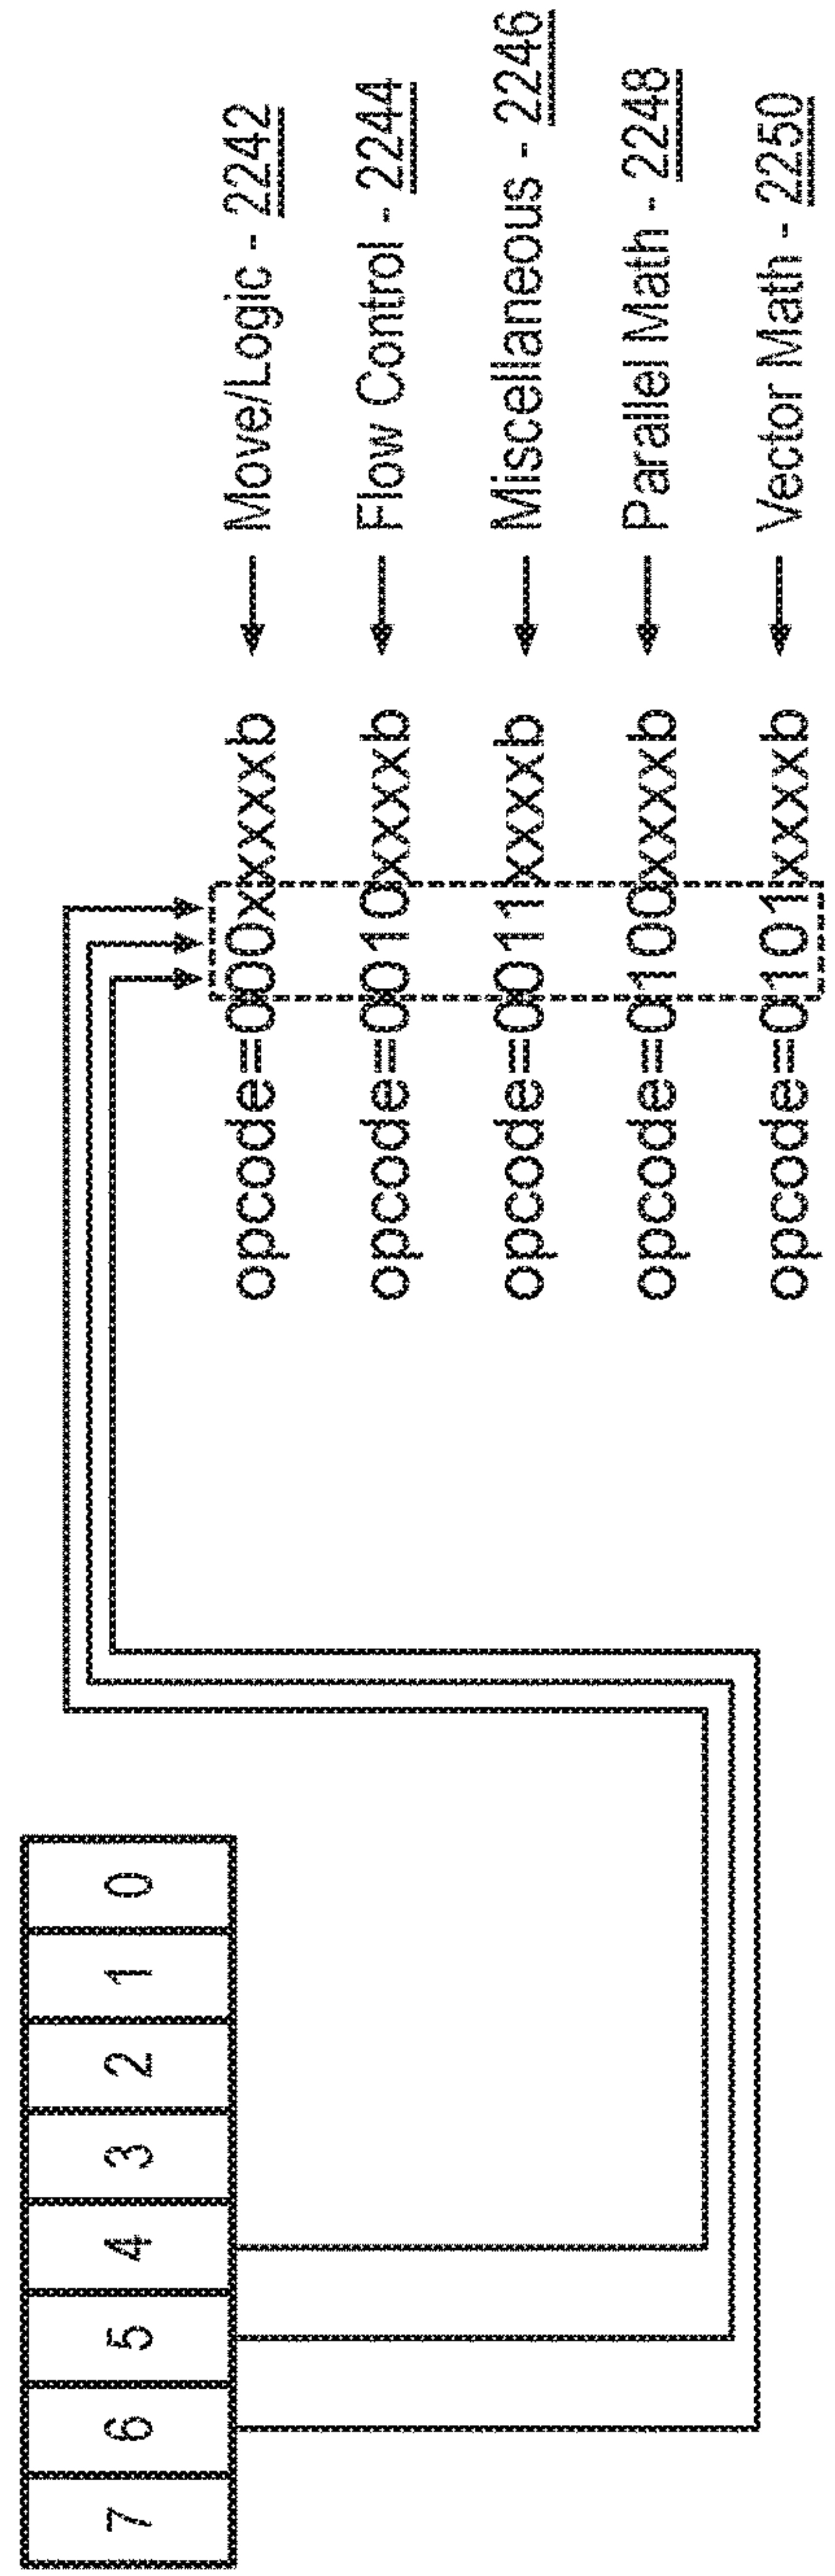 7 6 5 4 3 2 1 0
opcode=000xxxxxb ← Move/Logic - 2242
opcode=0010xxxxb ← Flow Control - 2244
opcode=0011xxxxb ← Miscellaneous - 2246
opcode=0100xxxxb ← Parallel Math - 2248
opcode=0101xxxxb ← Vector Math - 2250